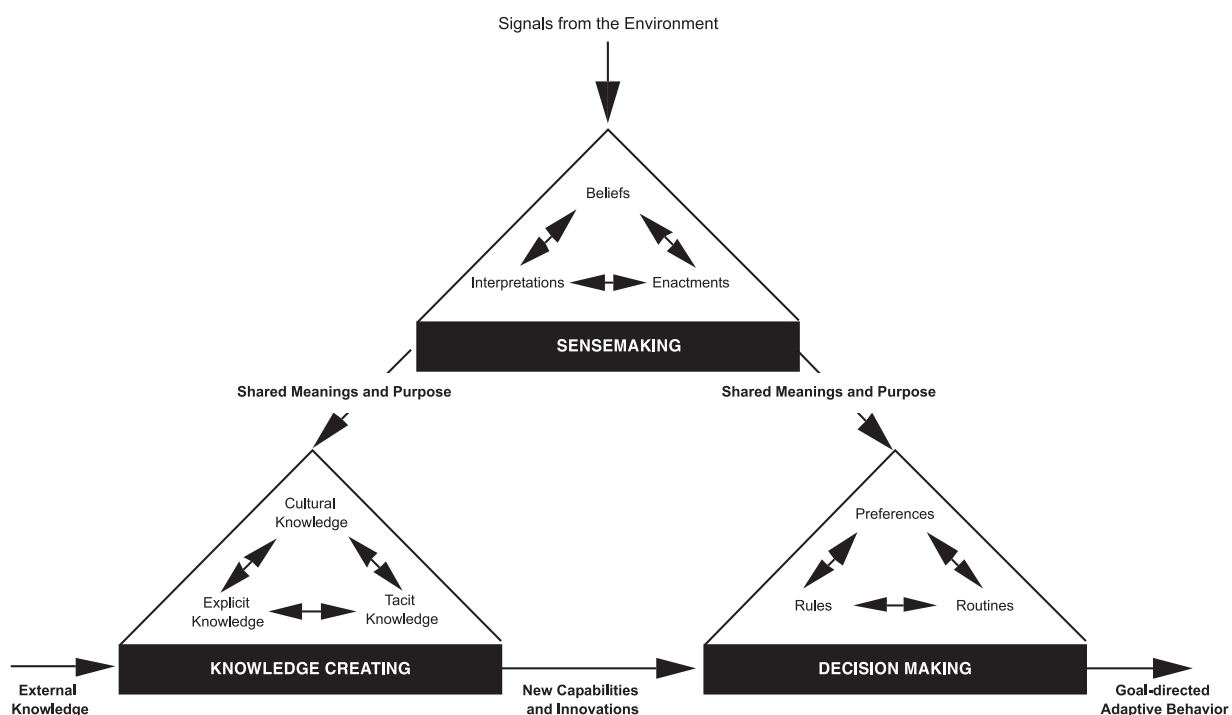 Signals from the Environment
Beliefs
Interpretations
Enactments
SENSEMAKING
Shared Meanings and Purpose
Shared Meanings and Purpose
Cultural
Knowledge
Explicit
Knowledge
Tacit
Knowledge
KNOWLEDGE CREATING
Preferences
Rules
Routines
DECISION MAKING
External
Knowledge
New Capabilities
and Innovations
Goal-directed
Adaptive Behavior